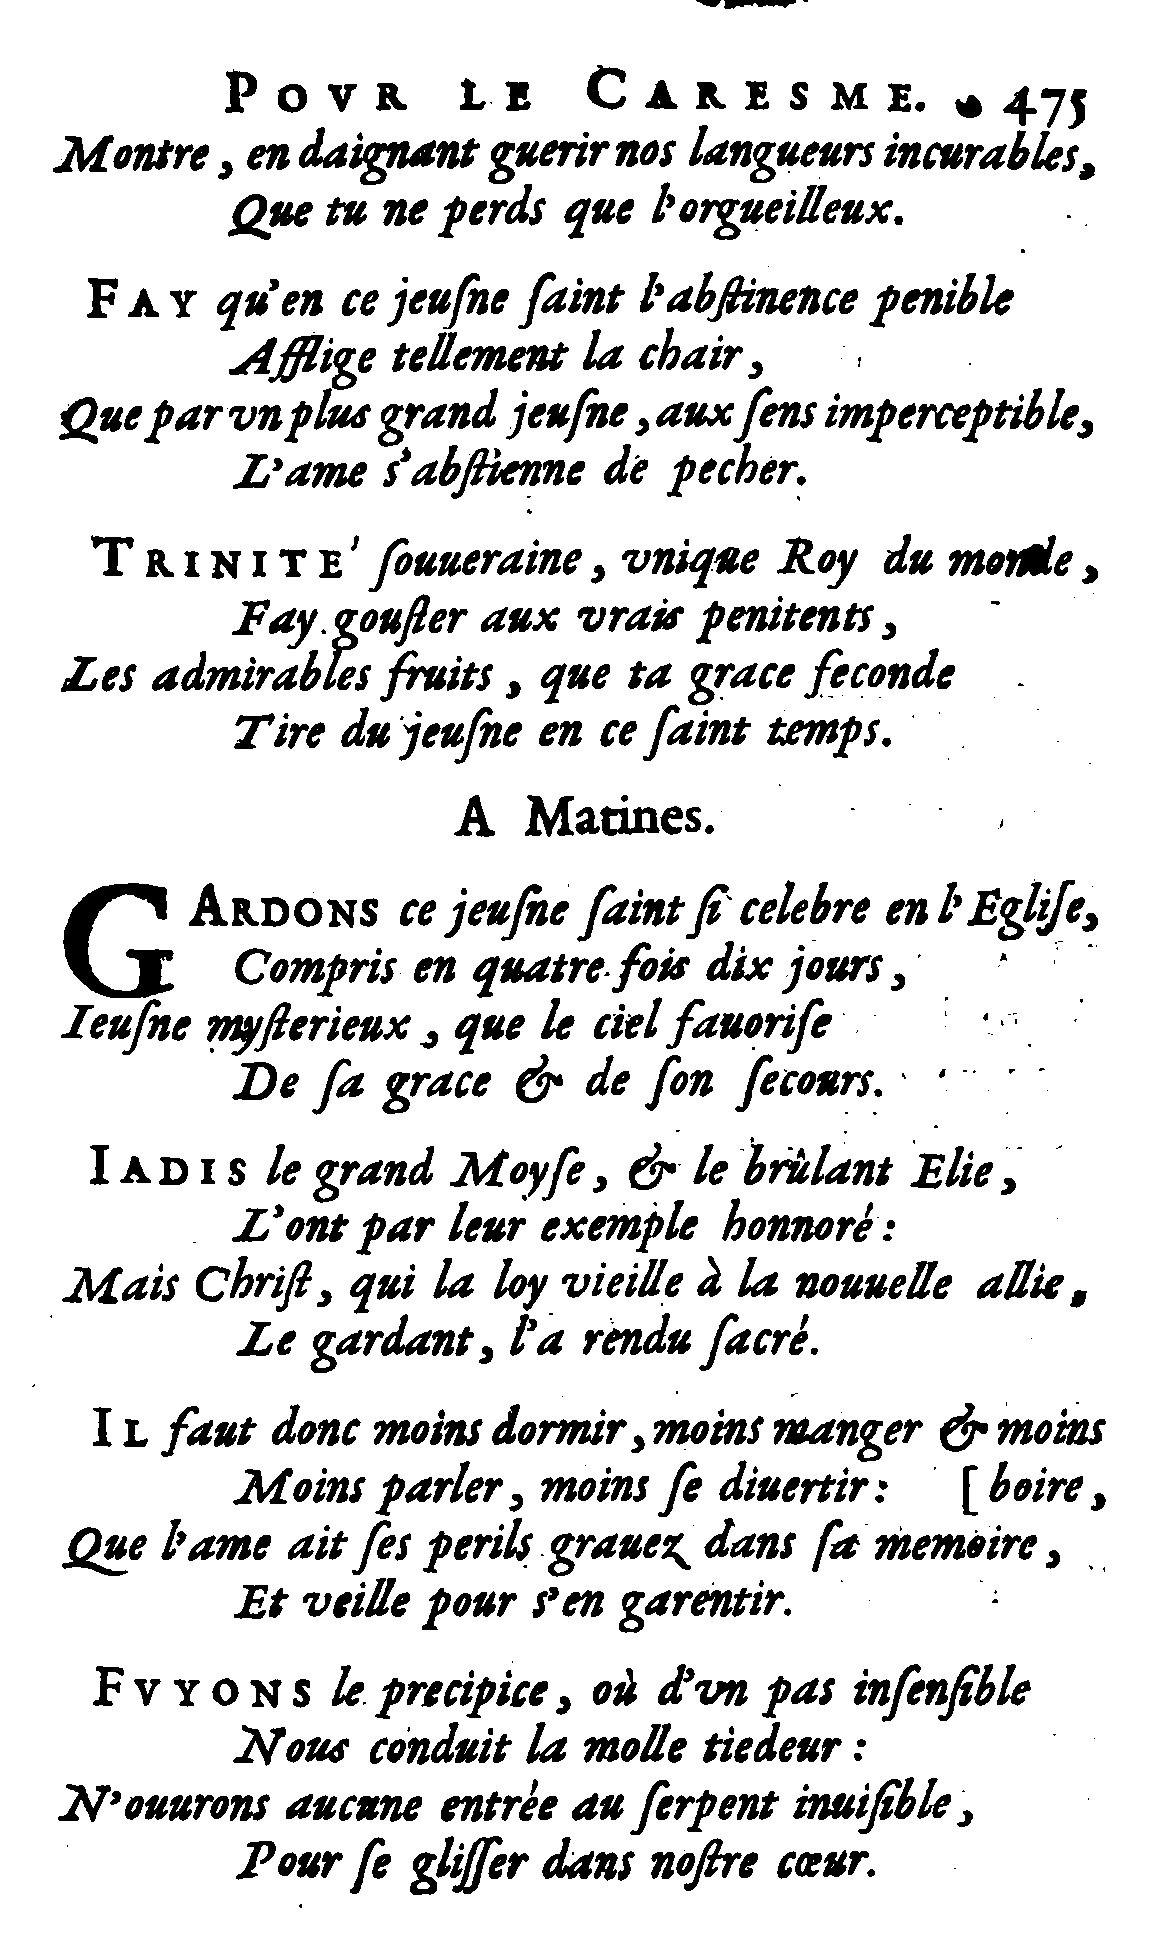 POVR LE CARESME. 475
Montre, en daignant guerir nos langueurs incurables,
Que tu ne perds que l'orgueilleux.
FAY qu'en ce jeuſne ſaint l'abſtinence penible
Afflige tellement la chair,
Que par vn plus grand jeuſne, aux ſens imperceptible,
L'ame s'abſtienne de pecher.
TRINITE' ſouueraine, vnique Roy du monde,
Fay gouſter aux vrais penitents,
Les admirables fruits, que ta grace feconde
Tire du jeuſne en ce ſaint temps.
A Matines.
GARDONS ce jeuſne ſaint ſi celebre en l'Egliſe,
Compris en quatre fois dix jours,
Ieuſne myſterieux, que le ciel fauoriſe
De ſa grace & de ſon ſecours.
IADIS le grand Moyſe, & le brûlant Elie,
L'ont par leur exemple honnoré:
Mais Chriſt, qui la loy vieille à la nouuelle allie,
Le gardant, l'a rendu ſacré.
IL faut donc moins dormir, moins manger & moins
Moins parler, moins ſe diuertir: [boire,
Que l'ame ait ſes perils grauez dans ſa memoire,
Et veille pour s'en garentir.
FVYONS le precipice, où d'vn pas inſenſible
Nous conduit la molle tiedeur:
N'ouurons aucune entrée au ſerpent inuiſible,
Pour ſe gliſſer dans noſtre cœur.